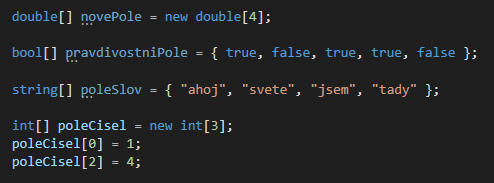 double[] novePole = new double[4];
bool[] pravdivostniPole = { true, false, true, true, false };
string[] poleSlov = { "ahoj", "svete", "jsem", "tady" };
int[] poleCisel = new int[3];
poleCisel[0] = 1;
poleCisel[2] = 4;